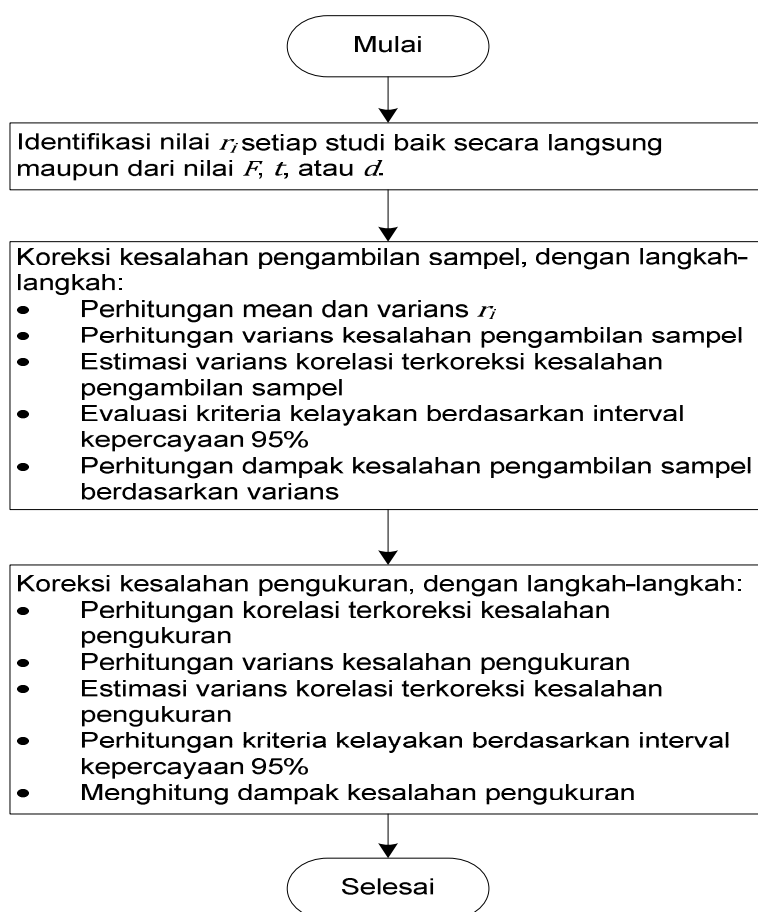 Mulai
Identifikasi nilai rᵢ setiap studi baik secara langsung
maupun dari nilai F, t, atau d.
Koreksi kesalahan pengambilan sampel, dengan langkah-
langkah:
• Perhitungan mean dan varians rᵢ
• Perhitungan varians kesalahan pengambilan sampel
• Estimasi varians korelasi terkoreksi kesalahan
pengambilan sampel
• Evaluasi kriteria kelayakan berdasarkan interval
kepercayaan 95%
• Perhitungan dampak kesalahan pengambilan sampel
berdasarkan varians
Koreksi kesalahan pengukuran, dengan langkah-langkah:
• Perhitungan korelasi terkoreksi kesalahan
pengukuran
• Perhitungan varians kesalahan pengukuran
• Estimasi varians korelasi terkoreksi kesalahan
pengukuran
• Perhitungan kriteria kelayakan berdasarkan interval
kepercayaan 95%
• Menghitung dampak kesalahan pengukuran
Selesai